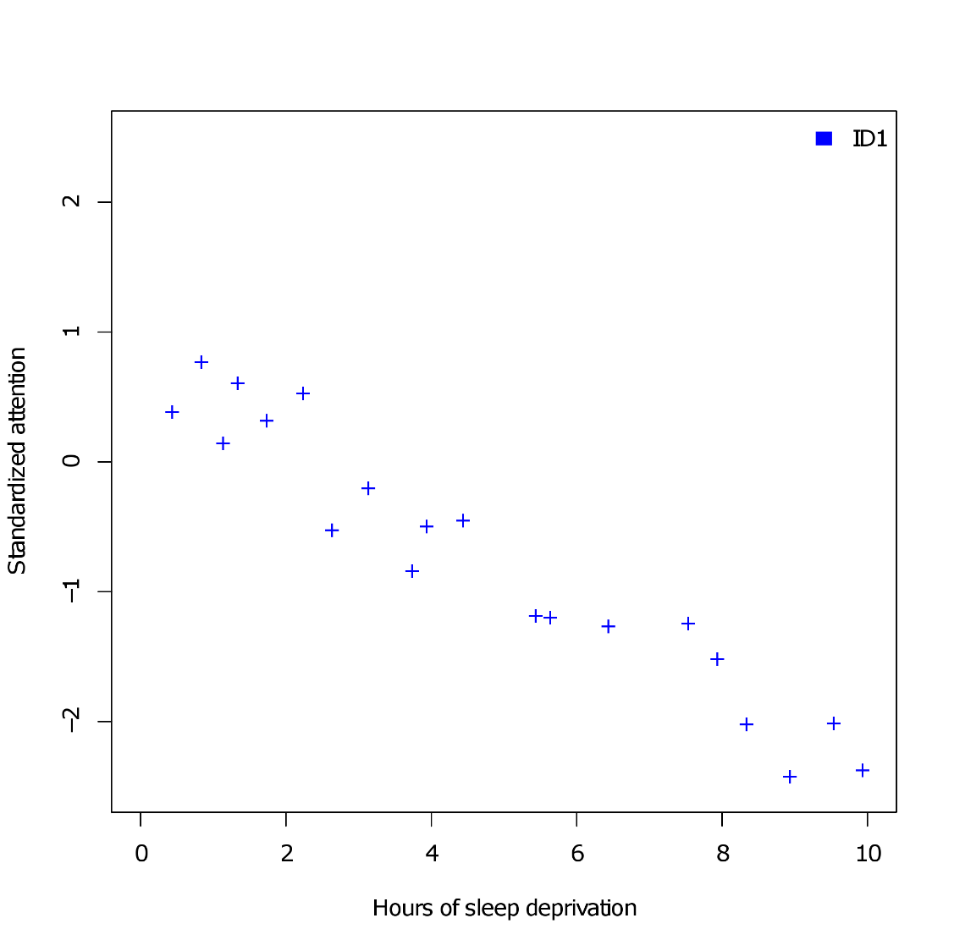 ID1
2
1
0
−1
−2
Standardized attention
0 2 4 6 8 10
Hours of sleep deprivation